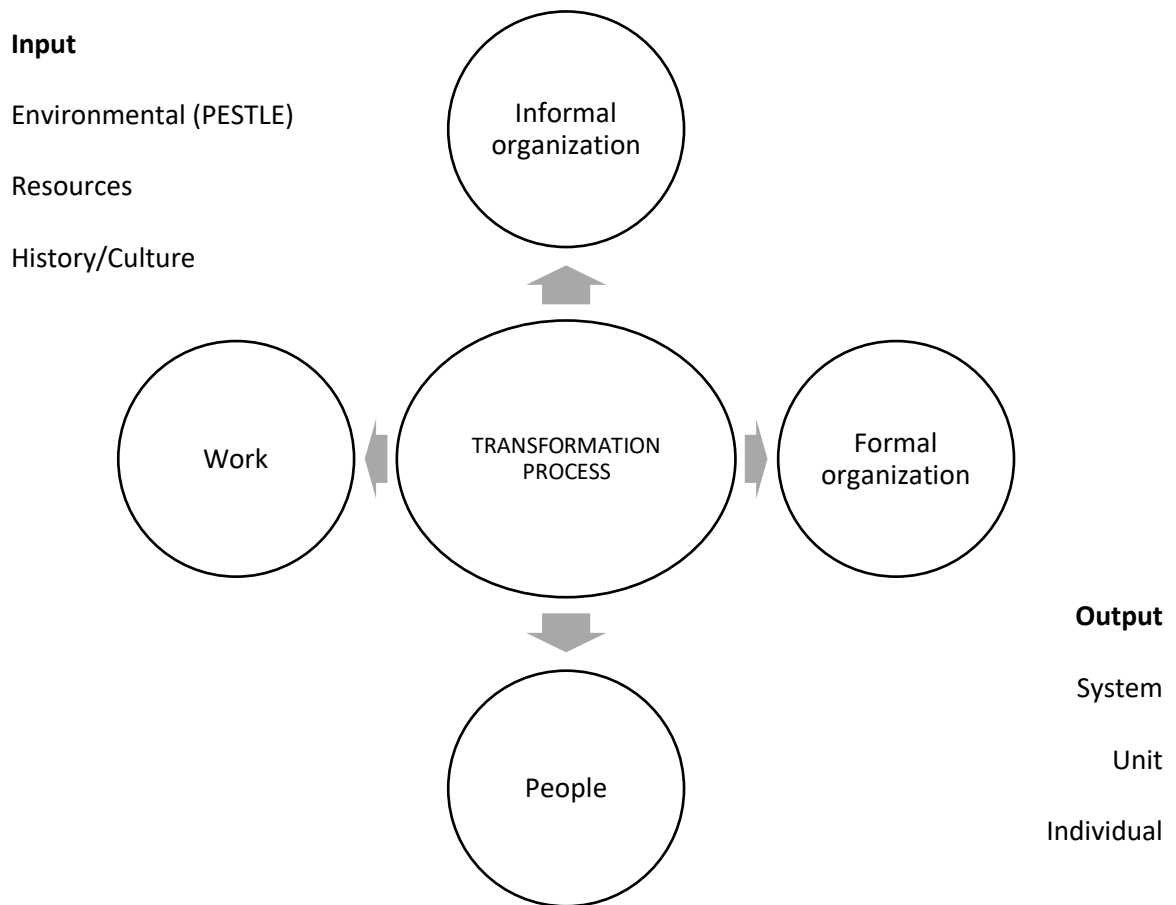 Input
Environmental (PESTLE)
Resources
History/Culture
Informal
organization
Work
TRANSFORMATION
PROCESS
Formal
organization
People
Output
System
Unit
Individual